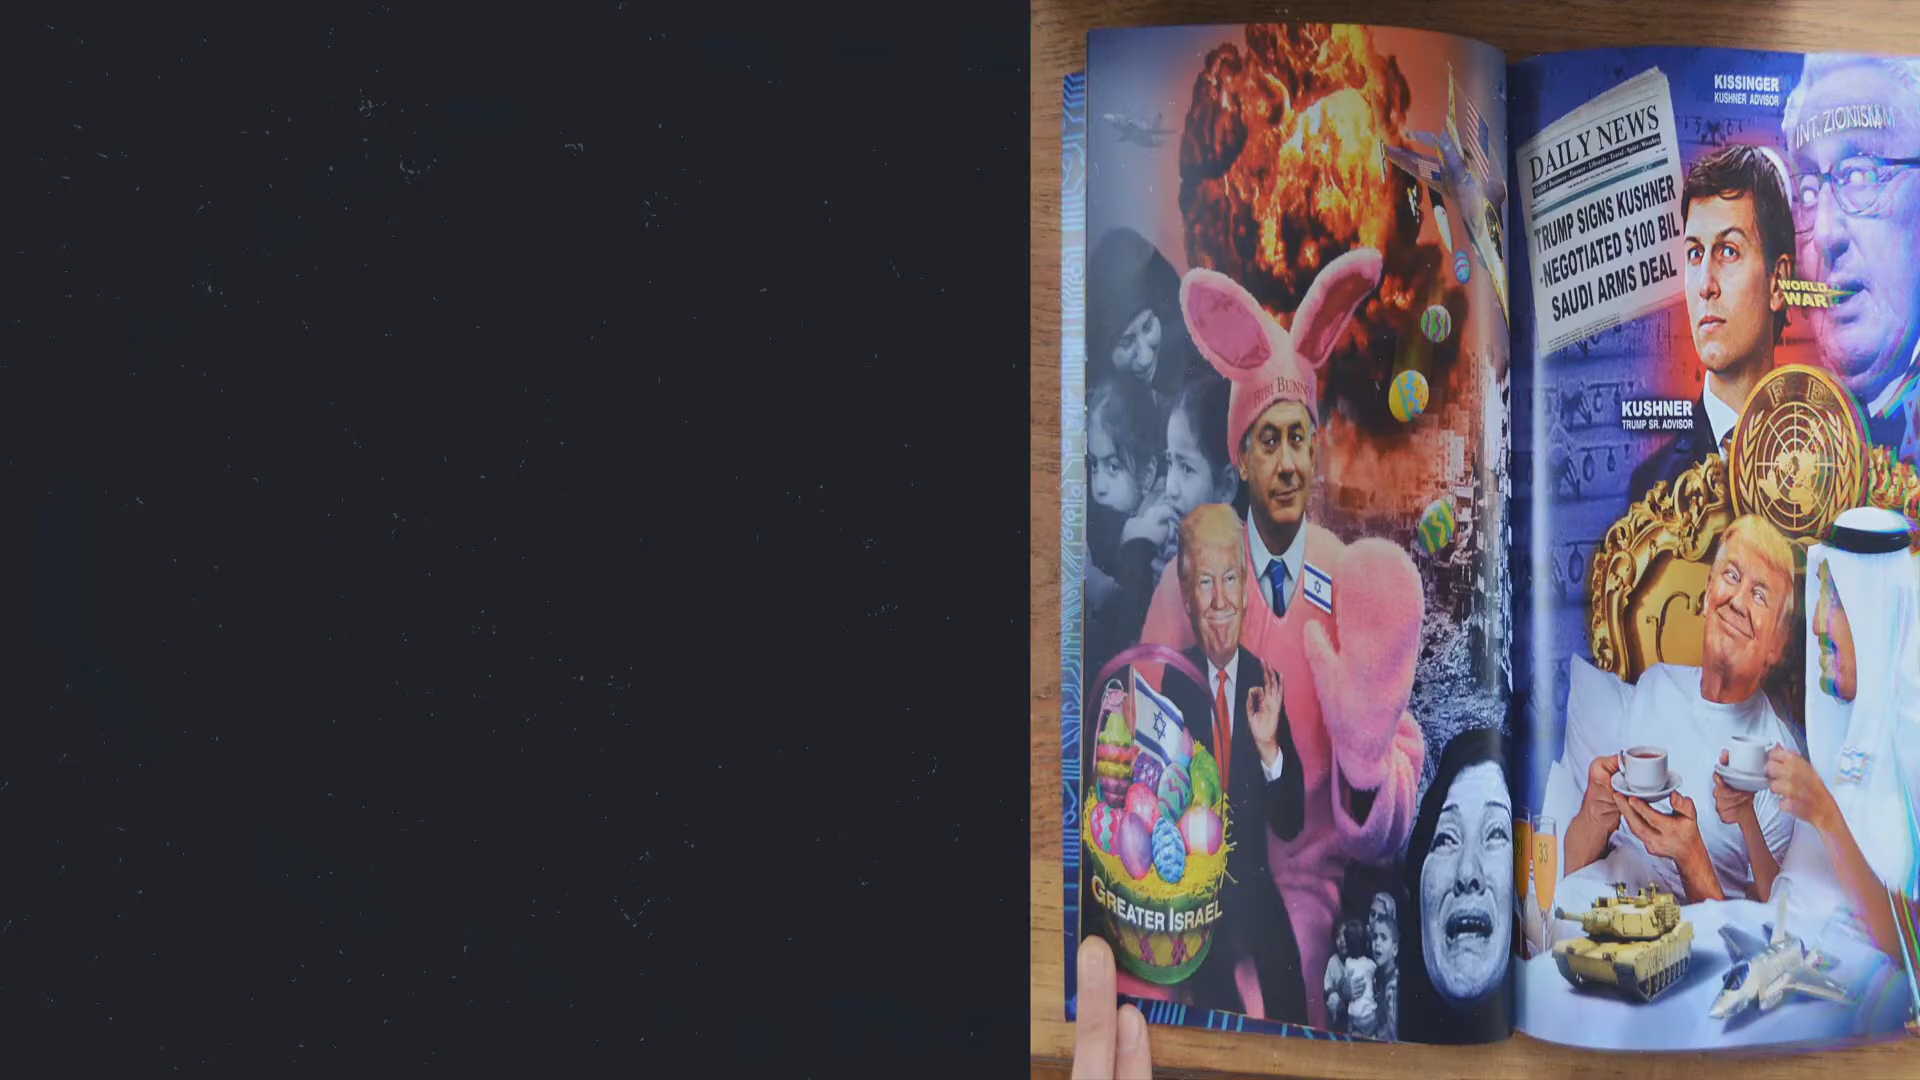 BIBI BUNNY
GREATER ISRAEL
DAILY NEWS
TRUMP SIGNS KUSHNER
-NEGOTIATED $100 BIL
SAUDI ARMS DEAL
KISSINGER
KUSHNER ADVISOR
INT. ZIONISM
WORLD
WAR
KUSHNER
TRUMP SR. ADVISOR
33